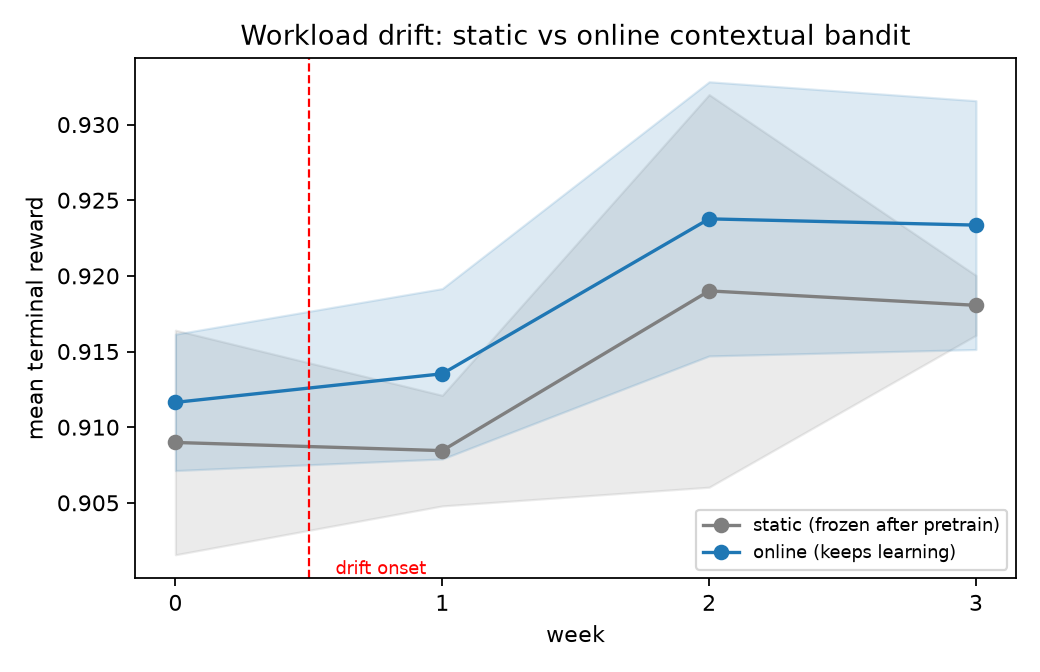 Workload drift: static vs online contextual bandit
mean terminal reward
0.930
0.925
0.920
0.915
0.910
0.905
drift onset
static (frozen after pretrain)
online (keeps learning)
0 1 2 3
week